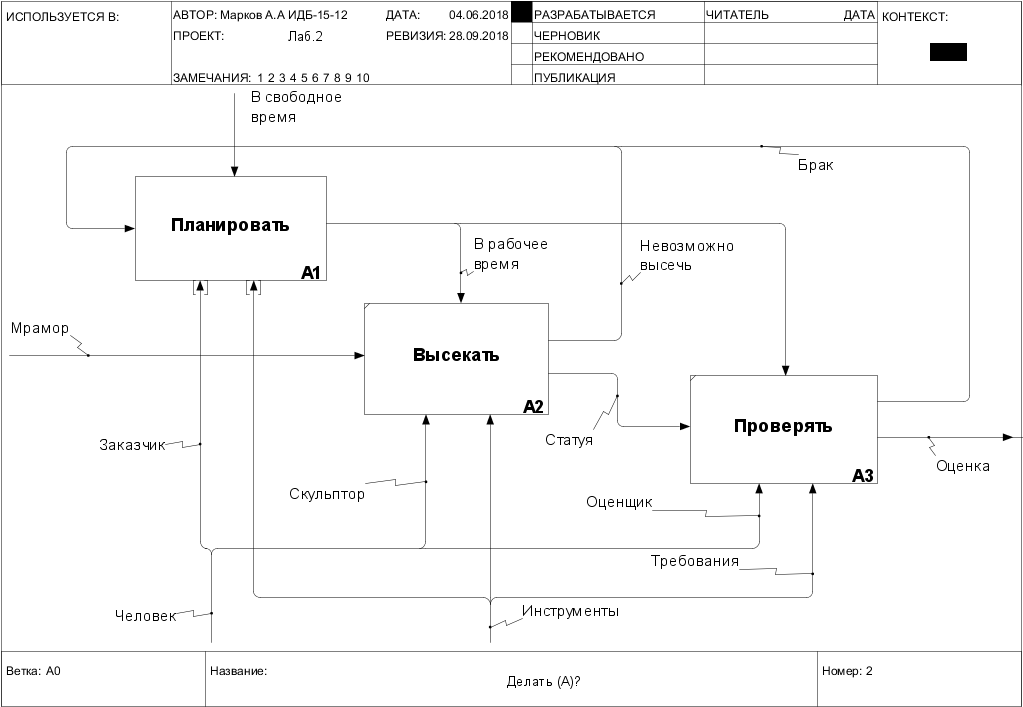 ИСПОЛЬЗУЕТСЯ В:
АВТОР: Марков А.А ИДБ-15-12
ДАТА: 04.06.2018
РАЗРАБАТЫВАЕТСЯ
ЧИТАТЕЛЬ
ДАТА
КОНТЕКСТ:
ПРОЕКТ: Лаб.2
РЕВИЗИЯ: 28.09.2018
ЧЕРНОВИК
РЕКОМЕНДОВАНО
ЗАМЕЧАНИЯ: 1 2 3 4 5 6 7 8 9 10
ПУБЛИКАЦИЯ
В свободное
время
Брак
Планировать
A1
В рабочее
время
Невозможно
высечь
Мрамор
Высекать
A2
Заказчик
Статуя
Проверять
A3
Оценка
Скульптор
Оценщик
Требования
Человек
Инструменты
Ветка: A0
Название:
Делать (A)?
Номер: 2